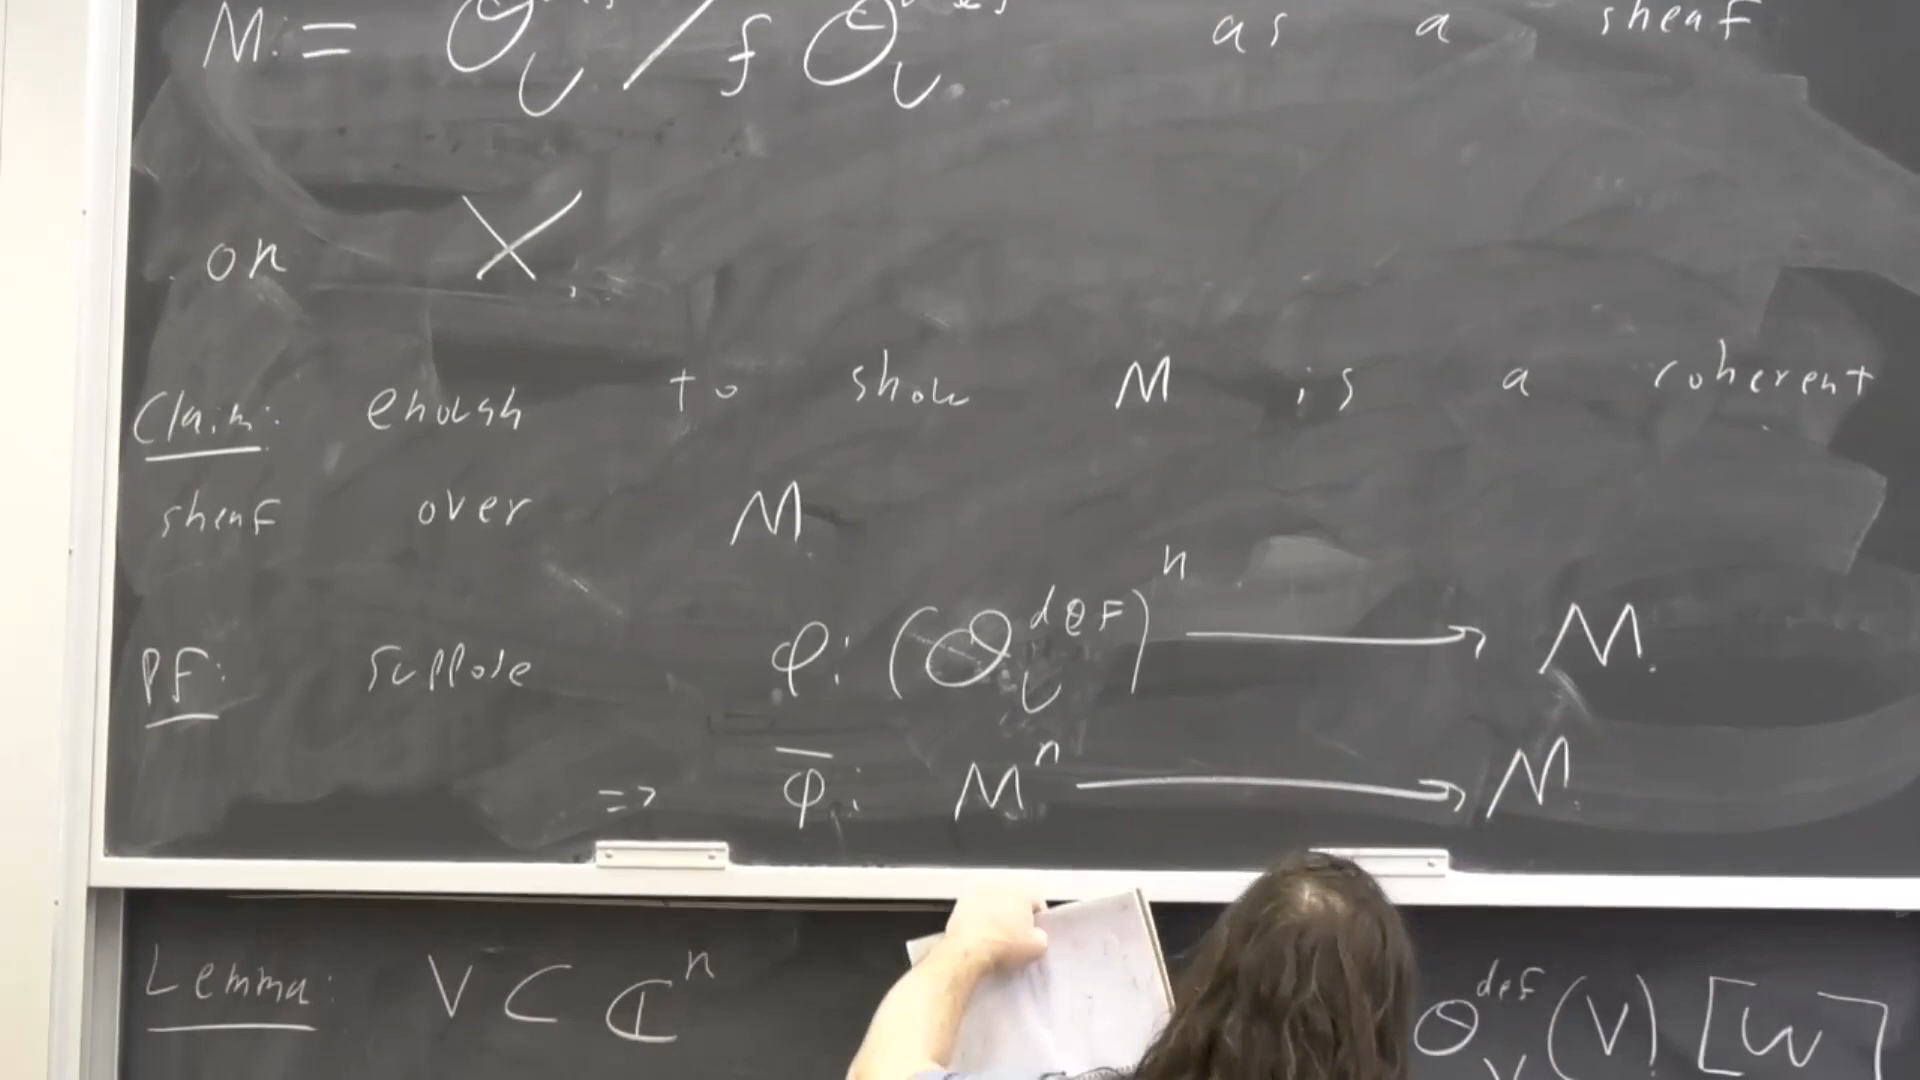 M := O_U / f O_U as a sheaf
on X.
Claim: enough to show M is a coherent
sheaf over M.
PF: Suppose φ: (O_U^{def})^n → M.
=> φ̄: M^n → M.
Lemma: V ⊂ ℂ^n O_V^{def}(V) [W]